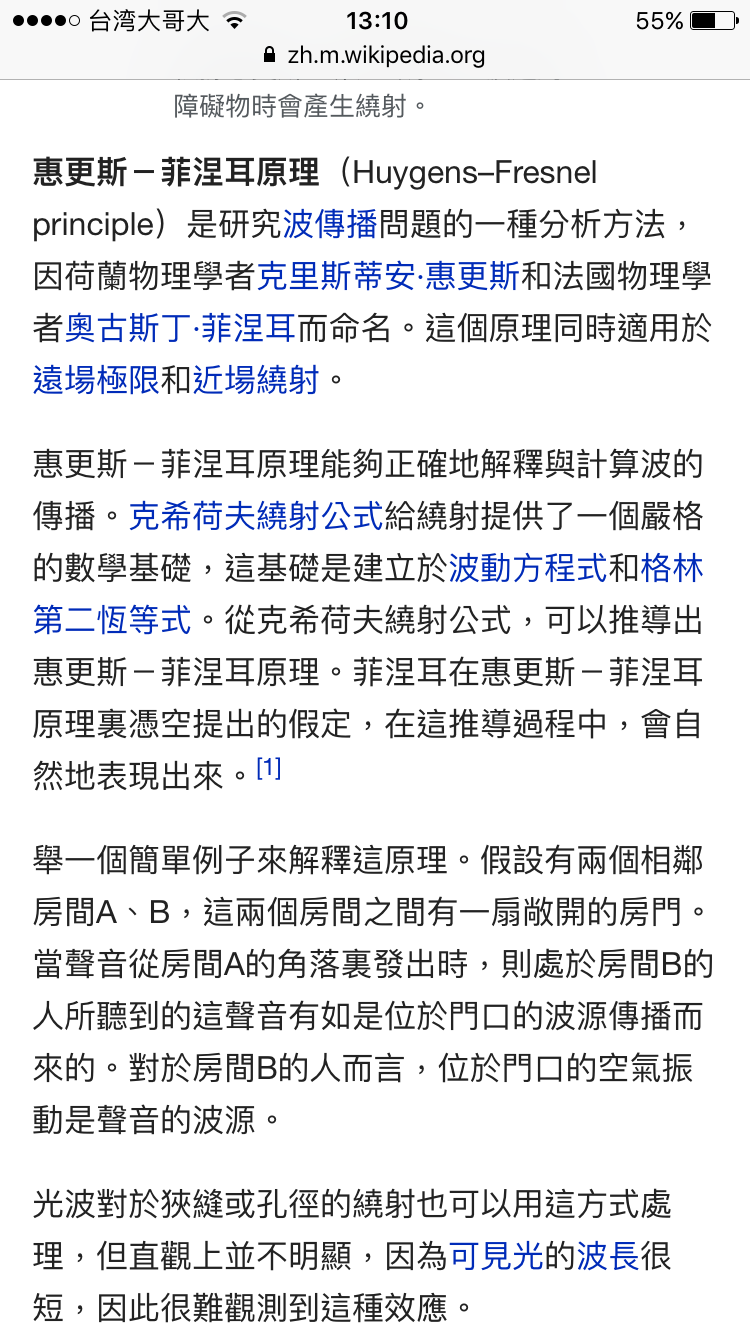 台湾大哥大 13:10 55%
zh.m.wikipedia.org
障礙物時會產生繞射。
惠更斯－菲涅耳原理（Huygens–Fresnel
principle）是研究波傳播問題的一種分析方法，
因荷蘭物理學者克里斯蒂安·惠更斯和法國物理學
者奧古斯丁·菲涅耳而命名。這個原理同時適用於
遠場極限和近場繞射。
惠更斯－菲涅耳原理能夠正確地解釋與計算波的
傳播。克希荷夫繞射公式給繞射提供了一個嚴格
的數學基礎，這基礎是建立於波動方程式和格林
第二恆等式。從克希荷夫繞射公式，可以推導出
惠更斯－菲涅耳原理。菲涅耳在惠更斯－菲涅耳
原理裏憑空提出的假定，在這推導過程中，會自
然地表現出來。[1]
舉一個簡單例子來解釋這原理。假設有兩個相鄰
房間A、B，這兩個房間之間有一扇敞開的房門。
當聲音從房間A的角落裏發出時，則處於房間B的
人所聽到的這聲音有如是位於門口的波源傳播而
來的。對於房間B的人而言，位於門口的空氣振
動是聲音的波源。
光波對於狹縫或孔徑的繞射也可以用這方式處
理，但直觀上並不明顯，因為可見光的波長很
短，因此很難觀測到這種效應。